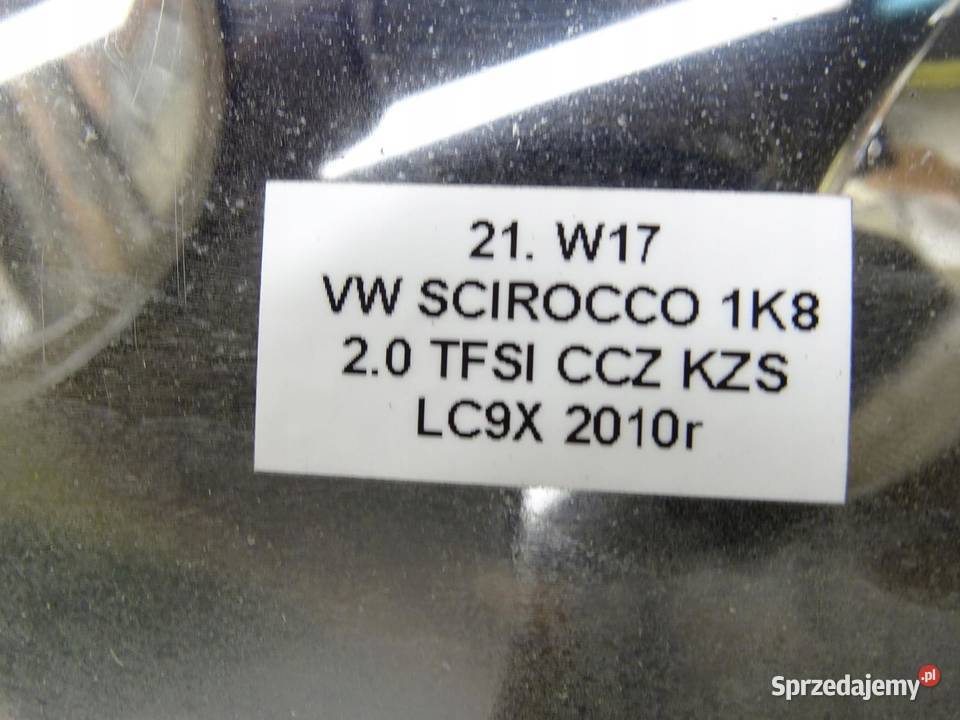 21. W17
VW SCIROCCO 1K8
2.0 TFSI CCZ KZS
LC9X 2010r
Sprzedajemy.pl